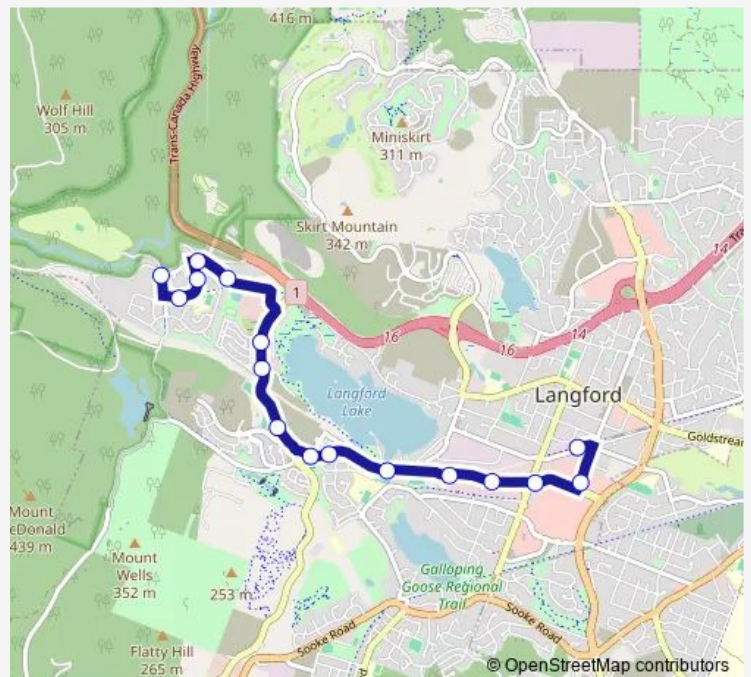 416 m
Trans-Canada Highway
Wolf Hill
305 m
Miniskirt
311 m
Skirt Mountain
342 m
14
1
16
16
14
Langford
Lake
Langford
Goldstream
Mount
Donald
439 m
Mount
Wells
352 m
253 m
Galloping
Goose Regional
Trail
Sooke Road
Sooke Road
Flatty Hill
265 m
© OpenStreetMap contributors